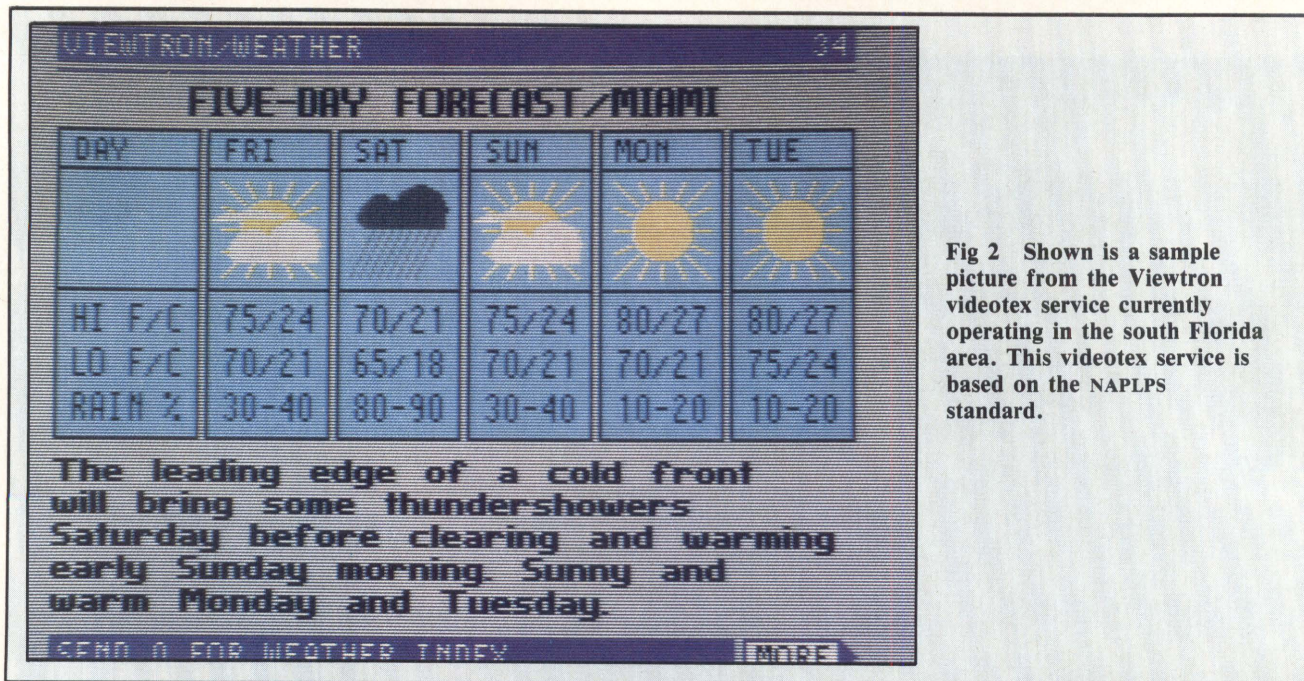 VIEWTRON/WEATHER 34
FIVE-DAY FORECAST/MIAMI
DAY FRI SAT SUN MON TUE
HI F/C 75/24 70/21 75/24 80/27 80/27
LO F/C 70/21 65/18 70/21 70/21 75/24
RAIN % 30-40 80-90 30-40 10-20 10-20
The leading edge of a cold front
will bring some thundershowers
Saturday before clearing and warming
early Sunday morning. Sunny and
warm Monday and Tuesday.
SEND 0 FOR WEATHER INDEX MORE
Fig 2 Shown is a sample
picture from the Viewtron
videotex service currently
operating in the south Florida
area. This videotex service is
based on the NAPLPS
standard.